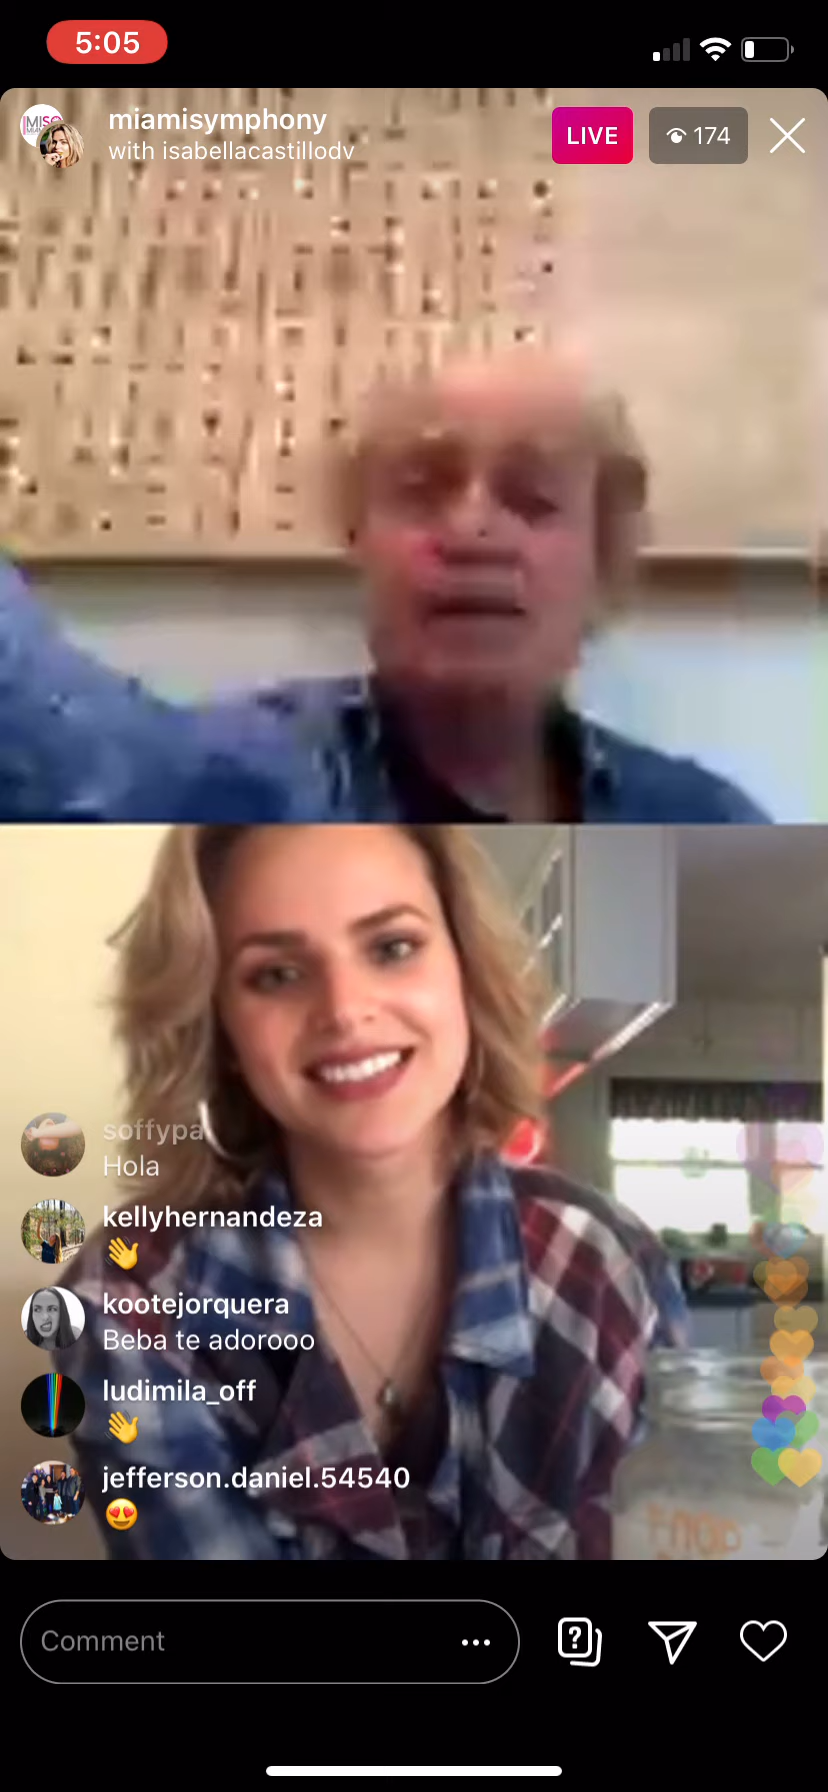 5:05
miamisymphony
with isabellacastillodv
LIVE
174
soffypa
Hola
kellyhernandeza
👋
kootejorquera
Beba te adorooo
ludimila_off
👋
jefferson.daniel.54540
😍
Comment